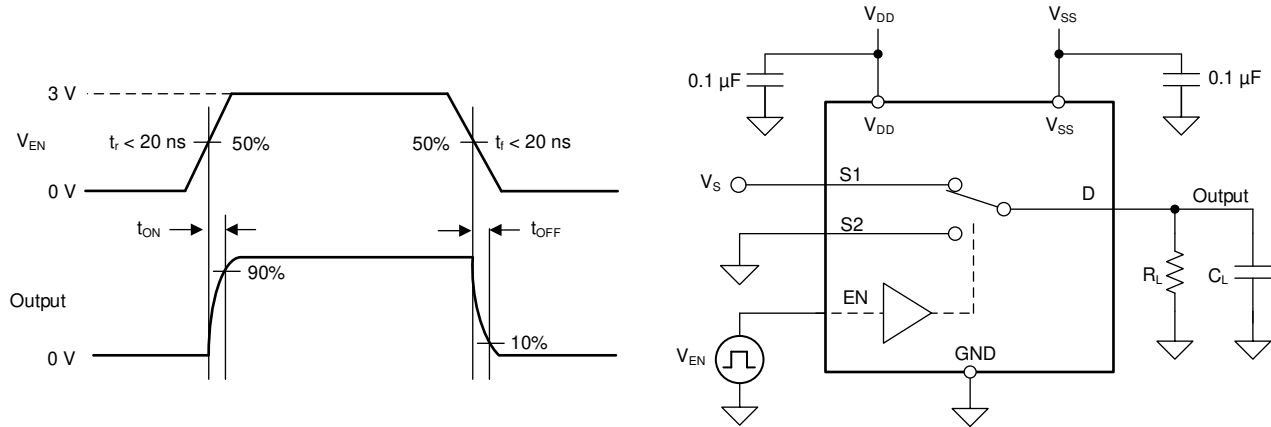 3 V
V_EN
t_r < 20 ns
50%
50%
t_f < 20 ns
0 V
t_ON
t_OFF
90%
Output
10%
0 V
V_DD
V_SS
0.1 µF
0.1 µF
V_DD
V_SS
V_S
S1
D
Output
S2
R_L
C_L
EN
V_EN
GND